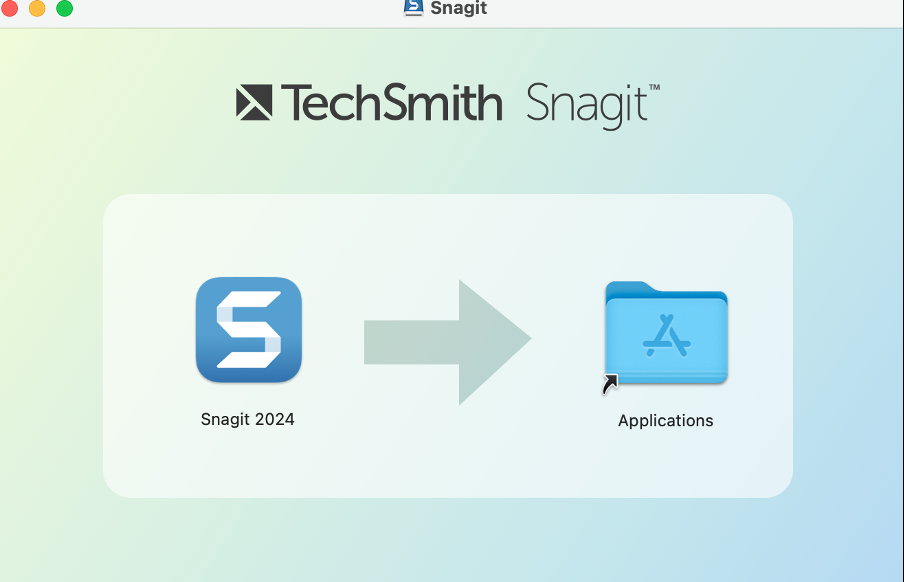 Snagit
TechSmith Snagit™
Snagit 2024
Applications